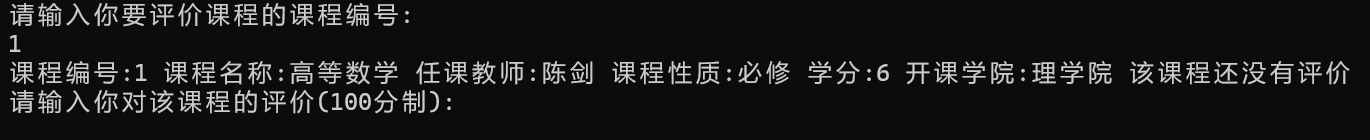 请输入你要评价课程的课程编号:
1
课程编号:1 课程名称:高等数学 任课教师:陈剑 课程性质:必修 学分:6 开课学院:理学院 该课程还没有评价
请输入你对该课程的评价(100分制):